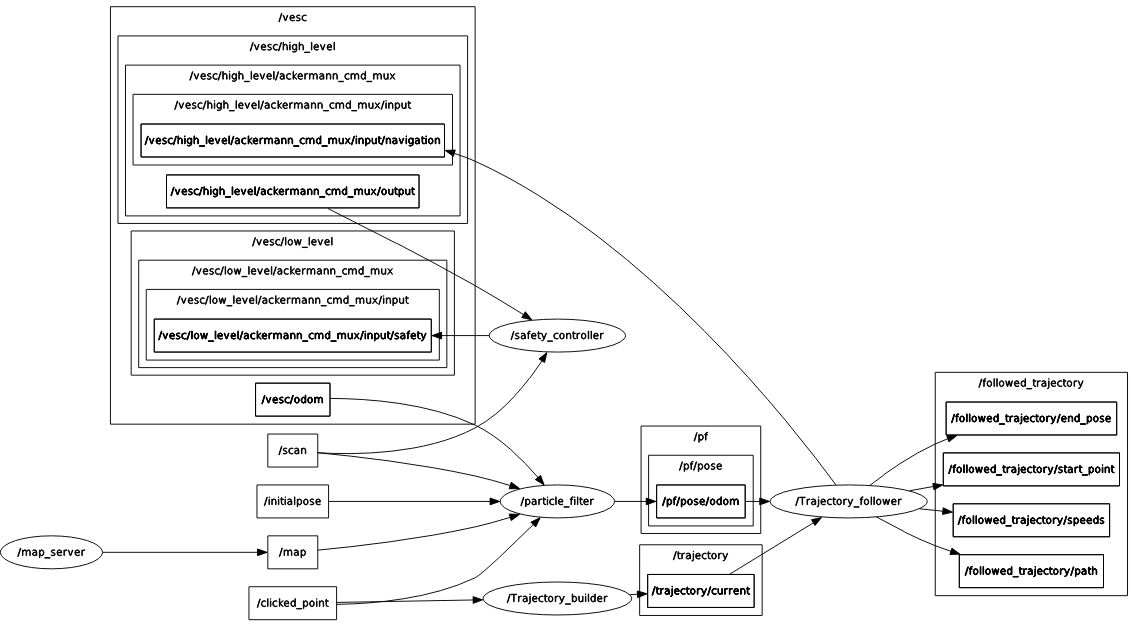 /vesc
/vesc/high_level
/vesc/high_level/ackermann_cmd_mux
/vesc/high_level/ackermann_cmd_mux/input
/vesc/high_level/ackermann_cmd_mux/input/navigation
/vesc/high_level/ackermann_cmd_mux/output
/vesc/low_level
/vesc/low_level/ackermann_cmd_mux
/vesc/low_level/ackermann_cmd_mux/input
/vesc/low_level/ackermann_cmd_mux/input/safety
/safety_controller
/vesc/odom
/scan
/initialpose
/map_server
/map
/clicked_point
/particle_filter
/Trajectory_builder
/pf
/pf/pose
/pf/pose/odom
/trajectory
/trajectory/current
/Trajectory_follower
/followed_trajectory
/followed_trajectory/end_pose
/followed_trajectory/start_point
/followed_trajectory/speeds
/followed_trajectory/path